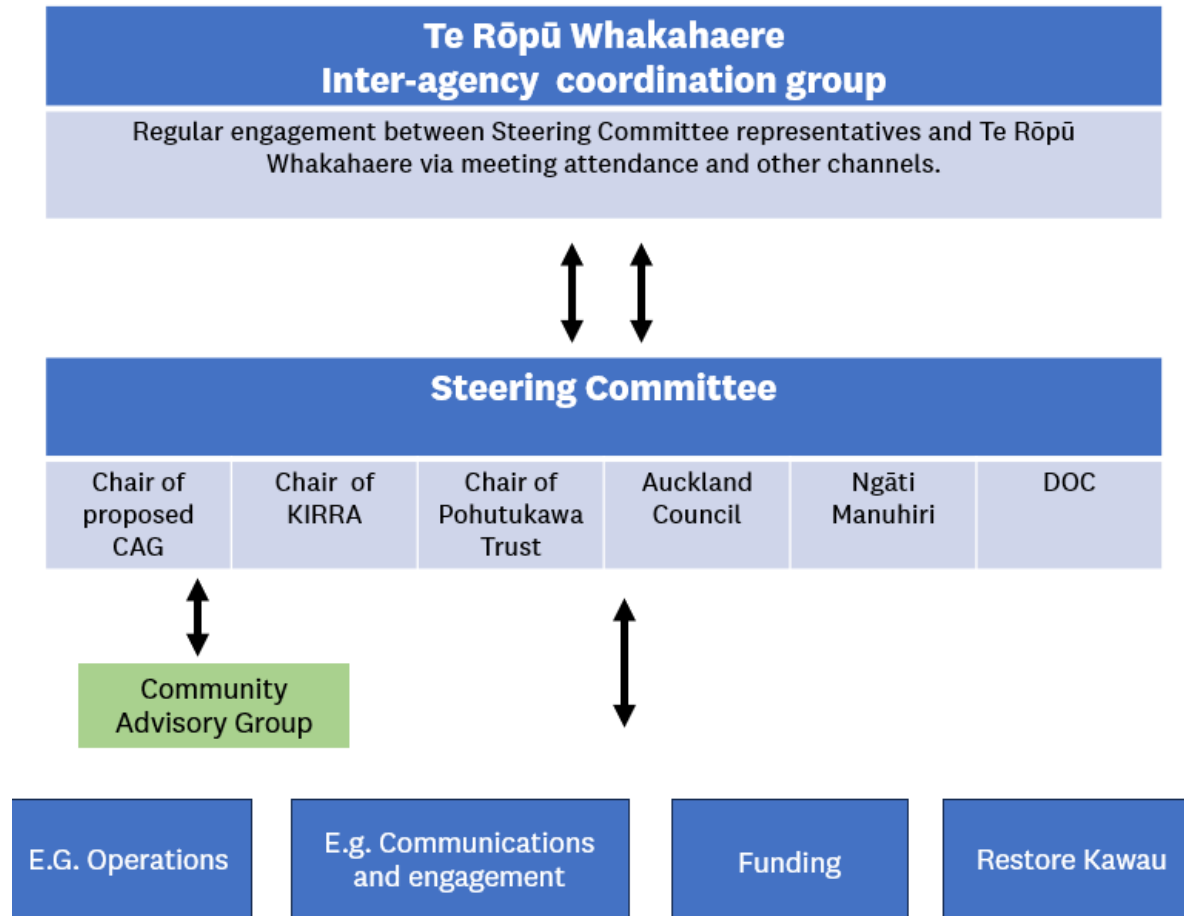 Te Rōpū Whakahaere
Inter-agency coordination group
Regular engagement between Steering Committee representatives and Te Rōpū
Whakahaere via meeting attendance and other channels.
Steering Committee
Chair of
proposed
CAG
Chair of
KIRRA
Chair of
Pohutukawa
Trust
Auckland
Council
Ngāti
Manuhiri
DOC
Community
Advisory Group
E.G. Operations
E.g. Communications
and engagement
Funding
Restore Kawau